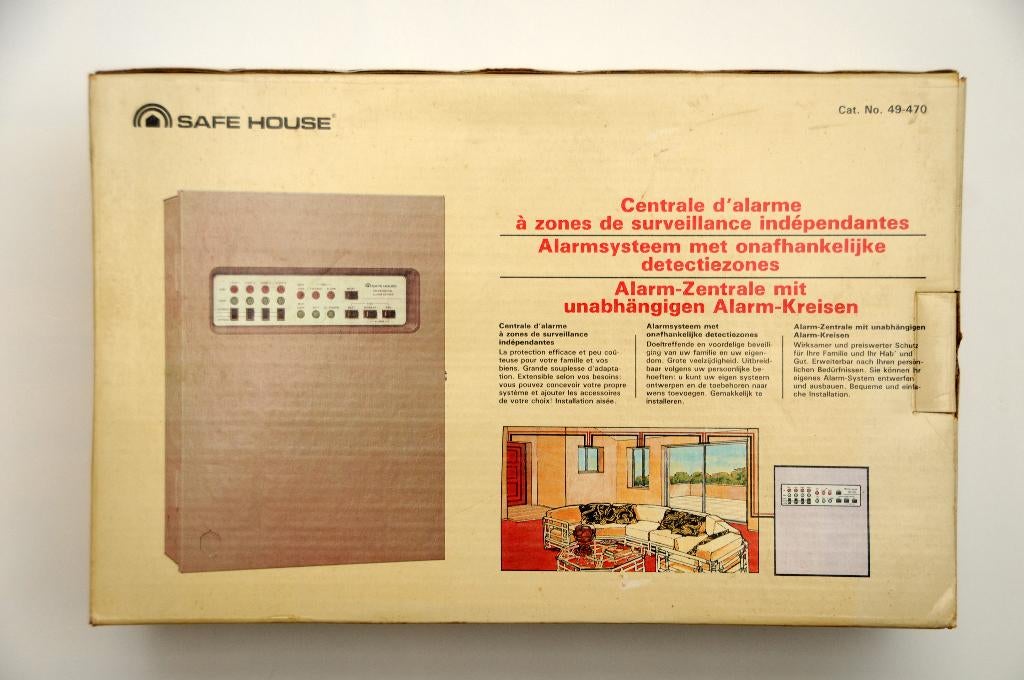 SAFE HOUSE®
Cat. No. 49-470
Centrale d'alarme
à zones de surveillance indépendantes
Alarmsysteem met onafhankelijke
detectiezones
Alarm-Zentrale mit
unabhängigen Alarm-Kreisen
Centrale d'alarme
à zones de surveillance
indépendantes
La protection efficace et peu coû-
teuse pour votre famille et vos
biens. Grande souplesse d'adapta-
tion. Extensible selon vos besoins:
vous pouvez concevoir votre propre
système et ajouter les accessoires
de votre choix! Installation aisée.
Alarmsysteem met
onafhankelijke detectiezones
Doeltreffende en voordelige beveili-
ging van uw familie en uw eigen-
dom. Grote veelzijdigheid. Uitbreid-
baar volgens uw persoonlijke be-
hoeften: u kunt uw eigen systeem
ontwerpen en de toebehoren naar
wens toevoegen. Gemakkelijk te
installeren.
Alarm-Zentrale mit unabhängigen
Alarm-Kreisen
Wirksamer und preiswerter Schutz
für Ihre Familie und Ihr Hab' und
Gut. Erweiterbar nach Ihren persön-
lichen Bedürfnissen. Sie können Ihr
eigenes Alarm-System entwerfen
und ausbauen. Bequeme und einfa-
che Installation.
SAFE HOUSE